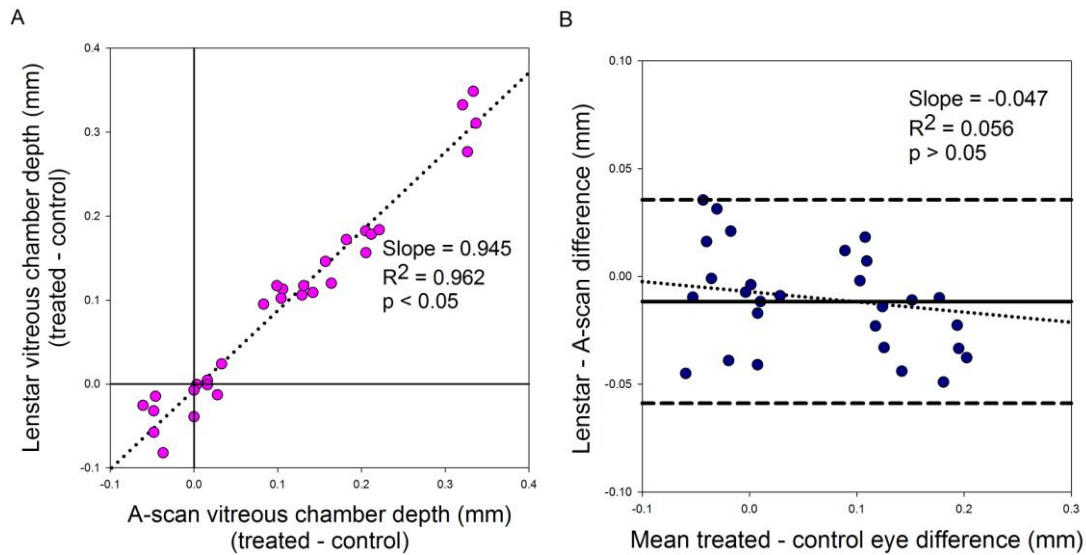 A
Lenstar vitreous chamber depth (mm)
(treated - control)
0.4
0.3
0.2
0.1
0.0
-0.1
Slope = 0.945
R2 = 0.962
p < 0.05
-0.1 0.0 0.1 0.2 0.3 0.4
A-scan vitreous chamber depth (mm)
(treated - control)
B
Lenstar - A-scan difference (mm)
0.10
0.05
0.00
-0.05
-0.10
Slope = -0.047
R2 = 0.056
p > 0.05
-0.1 0.0 0.1 0.2 0.3
Mean treated - control eye difference (mm)